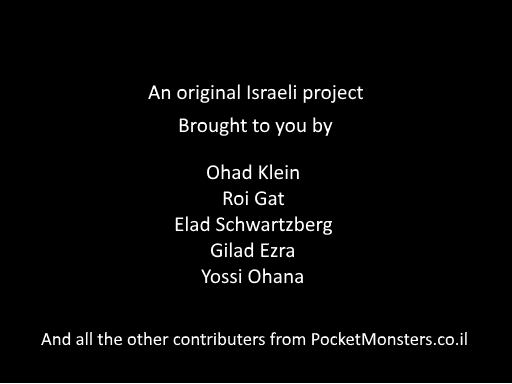 An original Israeli project
Brought to you by
Ohad Klein
Roi Gat
Elad Schwartzberg
Gilad Ezra
Yossi Ohana
And all the other contributers from PocketMonsters.co.il